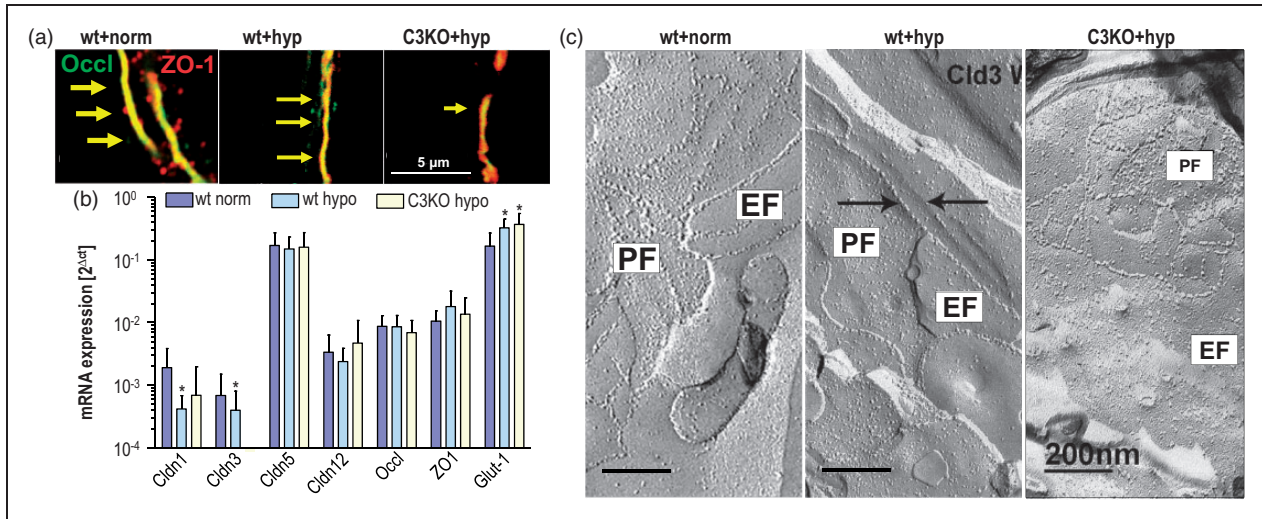 (a) wt+norm wt+hyp C3KO+hyp
Occl ZO-1
5 μm
(b) wt norm wt hypo C3KO hypo
mRNA expression [2^Δct]
10^0
10^-1
10^-2
10^-3
10^-4
* * * *
Cldn1 Cldn3 Cldn5 Cldn12 Occl ZO1 Glut-1
(c) wt+norm wt+hyp C3KO+hyp
Cld3 W
PF EF
PF EF
PF
EF
200nm